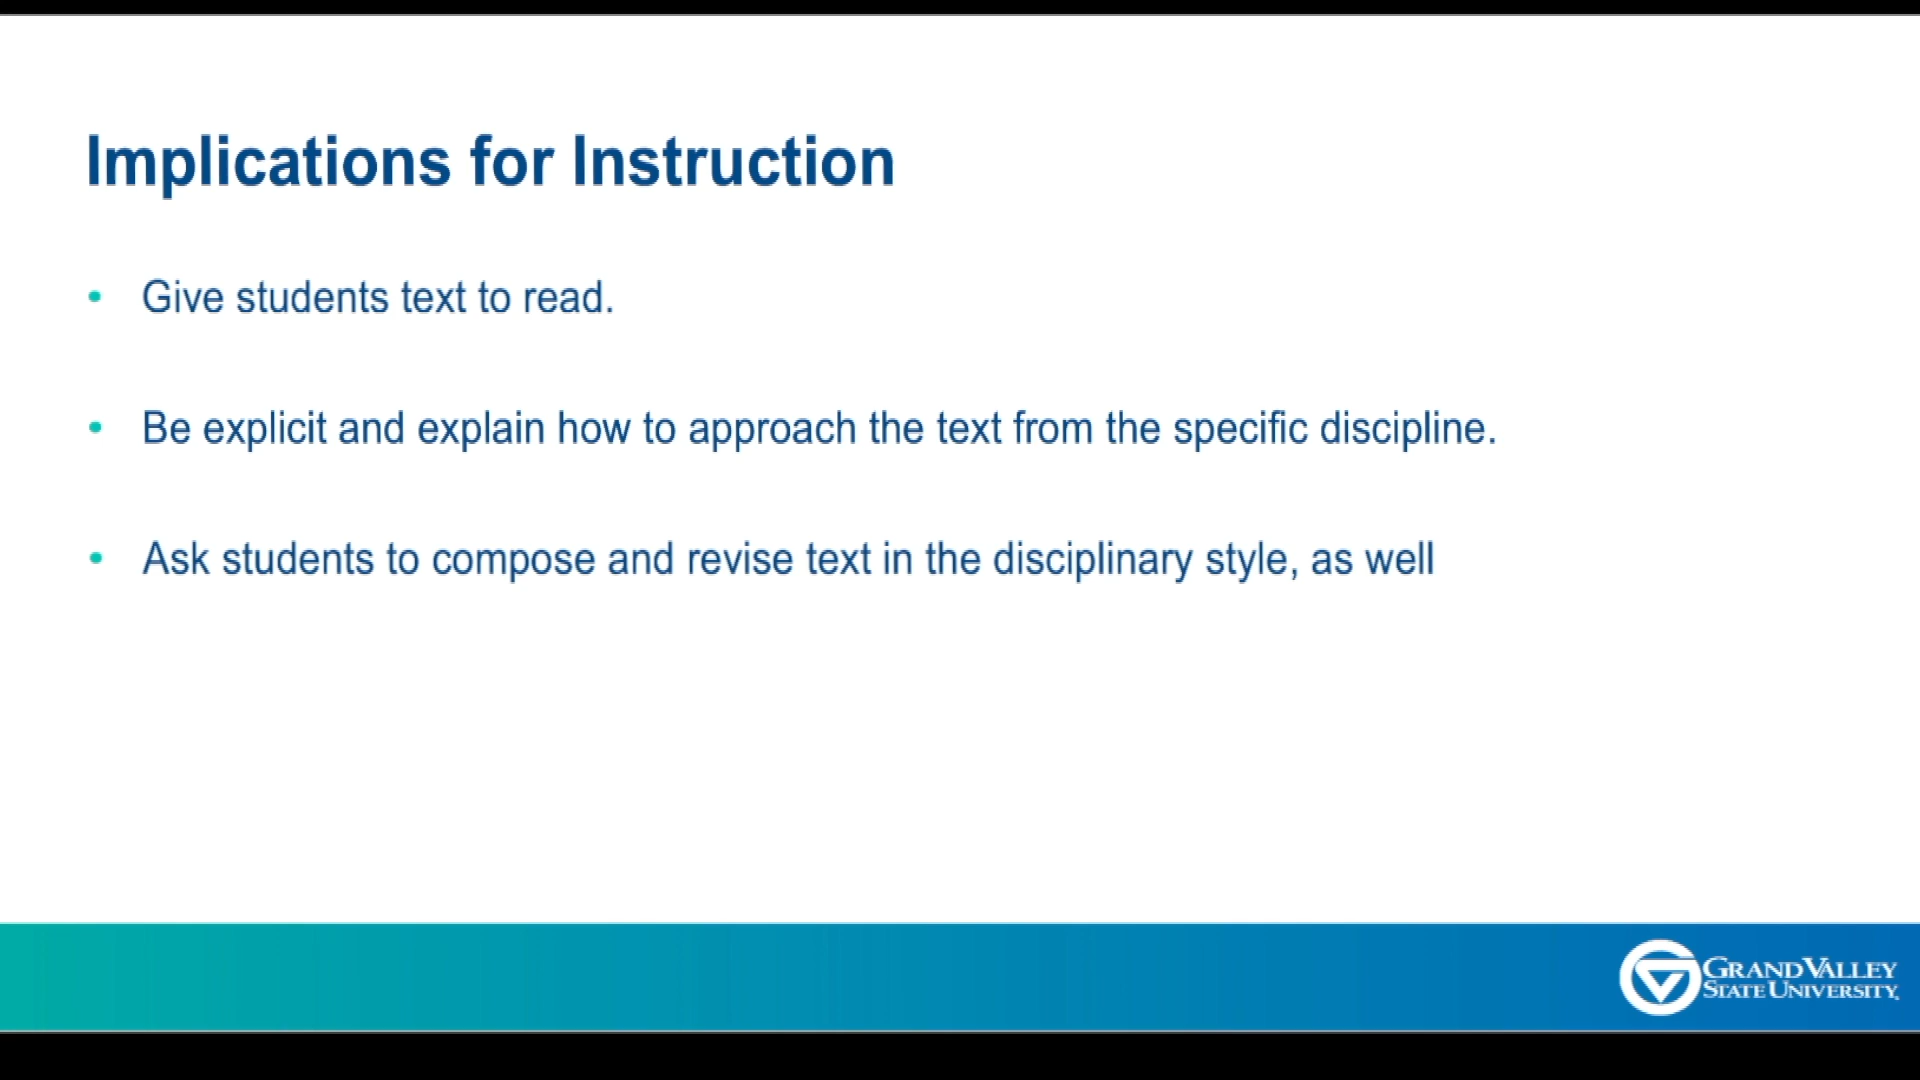 Implications for Instruction
• Give students text to read.
• Be explicit and explain how to approach the text from the specific discipline.
• Ask students to compose and revise text in the disciplinary style, as well
GRAND VALLEY
STATE UNIVERSITY